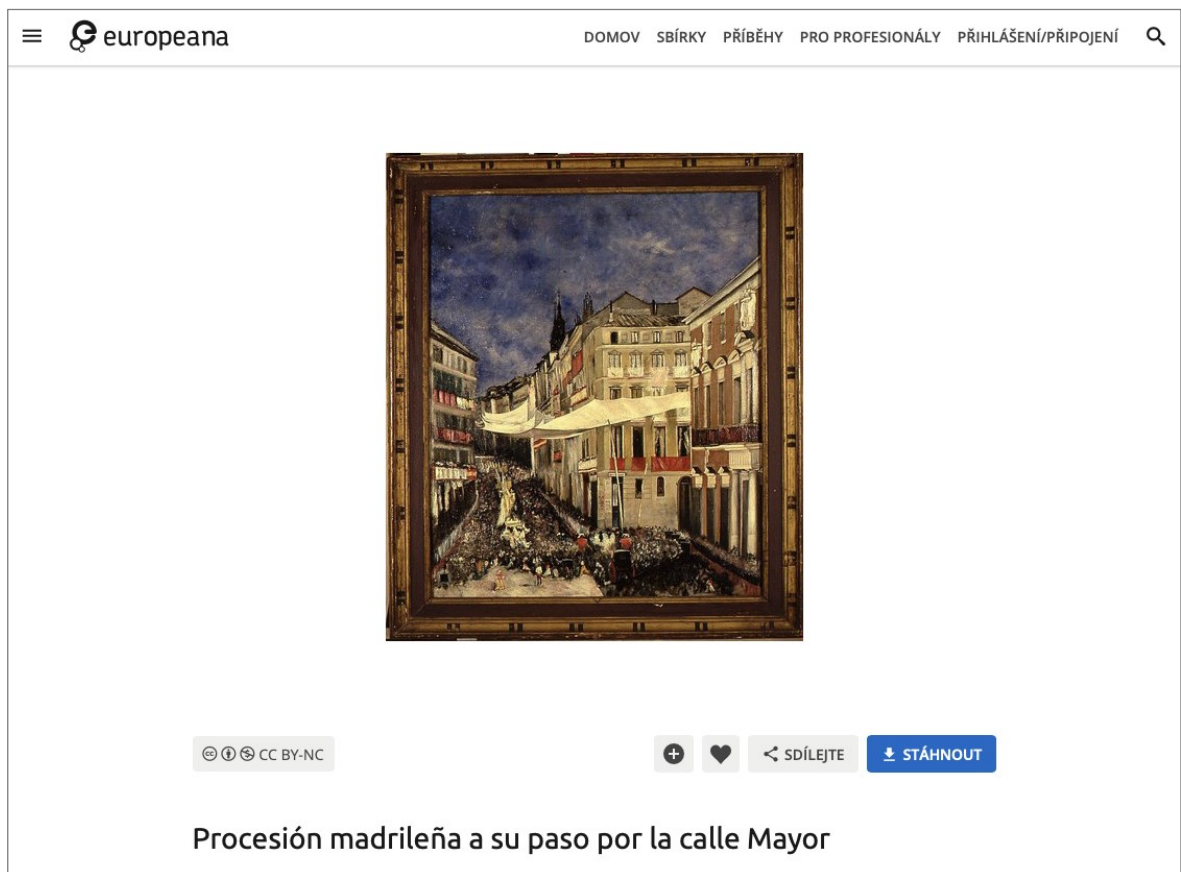 europeana
DOMOV SBÍRKY PŘÍBĚHY PRO PROFESIONÁLY PŘIHLÁŠENÍ/PŘIPOJENÍ
CC BY-NC
SDÍLEJTE
STÁHNOUT
Procesión madrileña a su paso por la calle Mayor